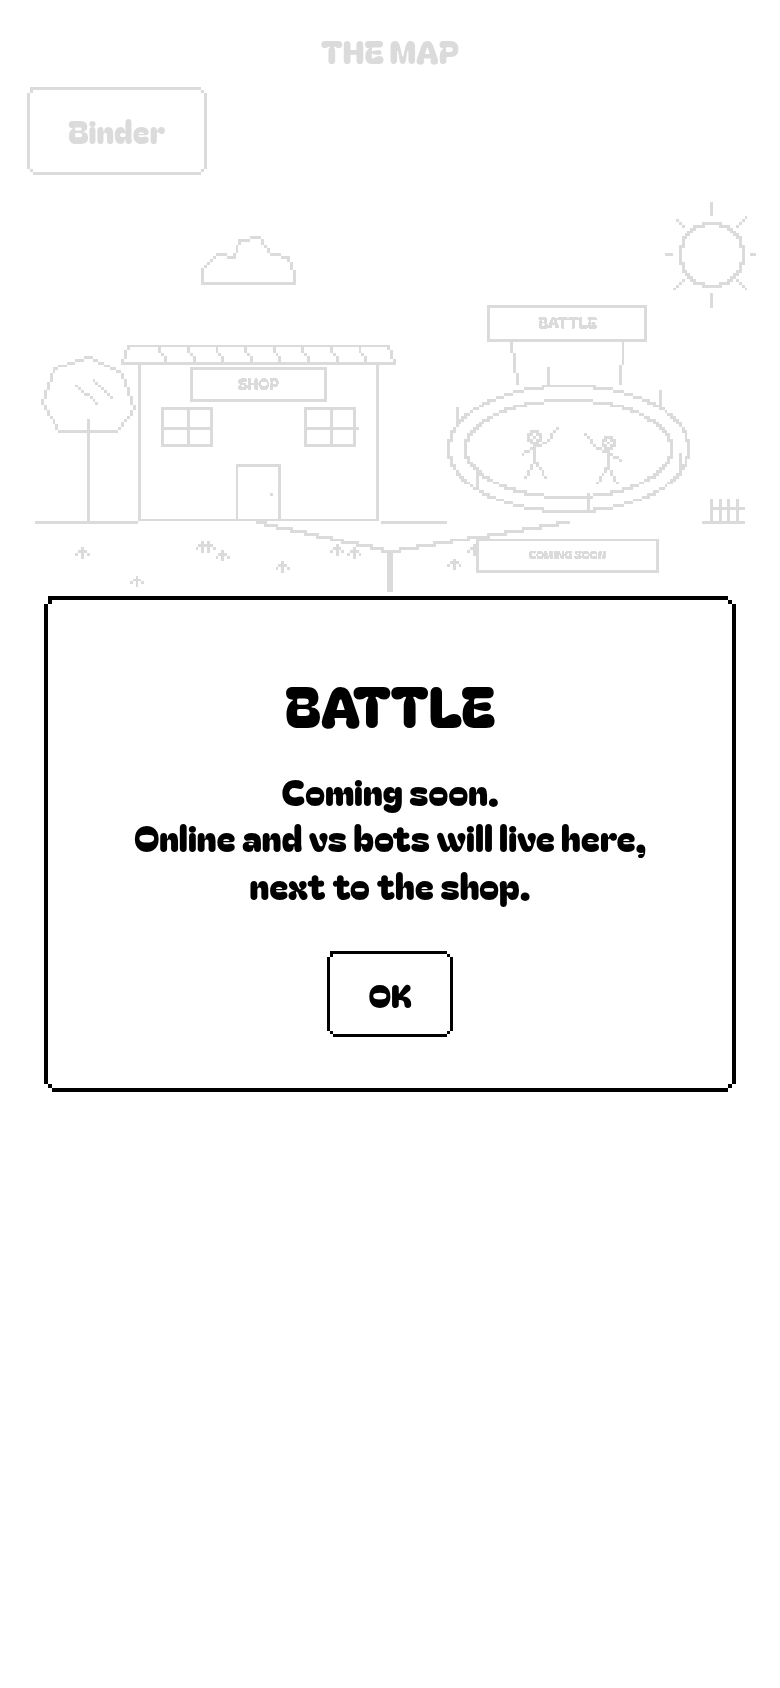 THE MAP
Binder
BATTLE
SHOP
COMING SOON
BATTLE
Coming soon.
Online and vs bots will live here,
next to the shop.
OK